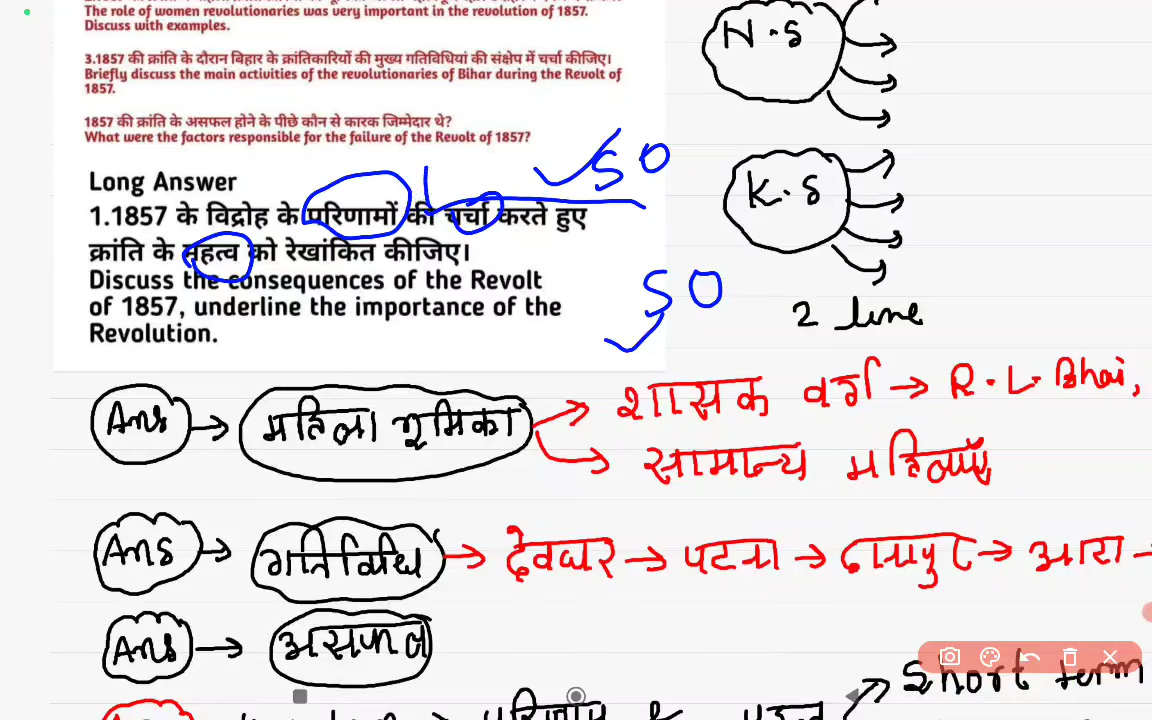 The role of women revolutionaries was very important in the revolution of 1857.
Discuss with examples.
3.1857 की क्रांति के दौरान बिहार के क्रांतिकारियों की मुख्य गतिविधियां की संक्षेप में चर्चा कीजिए।
Briefly discuss the main activities of the revolutionaries of Bihar during the Revolt of
1857.
1857 की क्रांति के असफल होने के पीछे कौन से कारक जिम्मेदार थे?
What were the factors responsible for the failure of the Revolt of 1857?
Long Answer
1.1857 के विद्रोह के परिणामों की चर्चा करते हुए
क्रांति के महत्व को रेखांकित कीजिए।
Discuss the consequences of the Revolt
of 1857, underline the importance of the
Revolution.
50
50
N.S
K.S
2 line
Ans → महिला भूमिका → शासक वर्ग → R.L.Bhai,
→ सामान्य महिलाएँ
Ans → गतिविधि → देवघर → पटना → दानापुर → आरा
Ans → असफल
Short term
परिणाम &